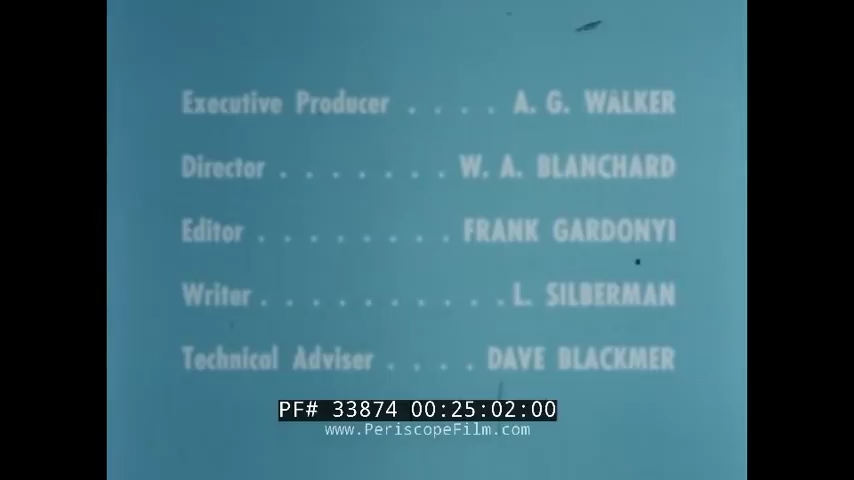 Executive Producer . . . . A. G. WALKER
Director . . . . . . . W. A. BLANCHARD
Editor . . . . . . . . FRANK GARDONYI
Writer . . . . . . . . . . L. SILBERMAN
Technical Adviser . . . . DAVE BLACKMER
PF# 33874 00:25:02:00
www.PeriscopeFilm.com